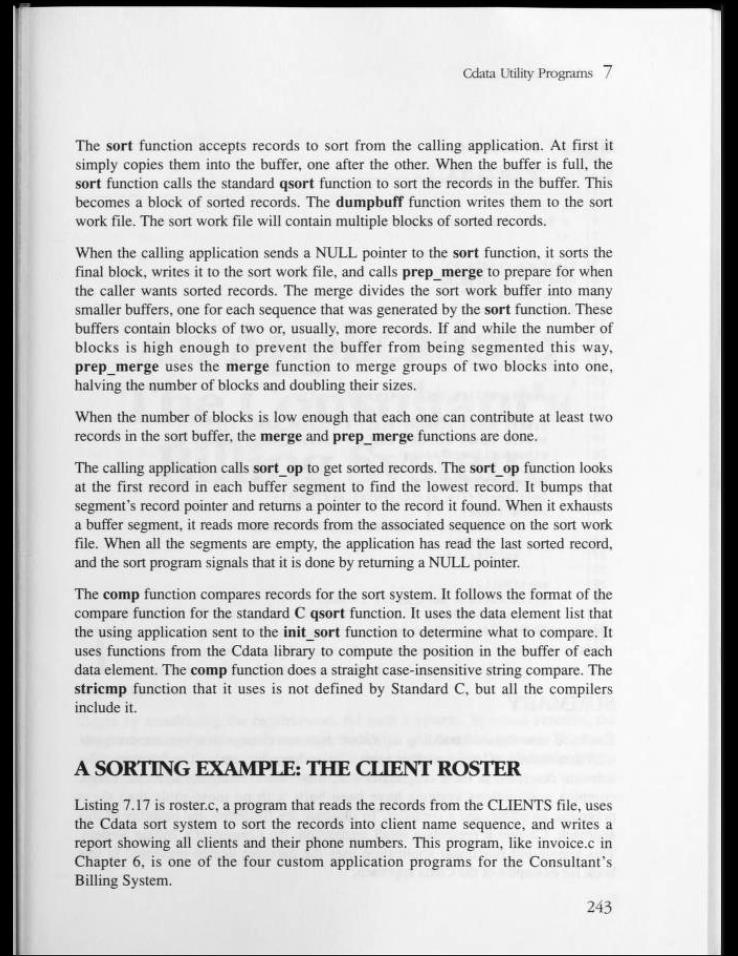 Cdata Utility Programs 7
The sort function accepts records to sort from the calling application. At first it
simply copies them into the buffer, one after the other. When the buffer is full, the
sort function calls the standard qsort function to sort the records in the buffer. This
becomes a block of sorted records. The dumpbuff function writes them to the sort
work file. The sort work file will contain multiple blocks of sorted records.
When the calling application sends a NULL pointer to the sort function, it sorts the
final block, writes it to the sort work file, and calls prep_merge to prepare for when
the caller wants sorted records. The merge divides the sort work buffer into many
smaller buffers, one for each sequence that was generated by the sort function. These
buffers contain blocks of two or, usually, more records. If and while the number of
blocks is high enough to prevent the buffer from being segmented this way,
prep_merge uses the merge function to merge groups of two blocks into one,
halving the number of blocks and doubling their sizes.
When the number of blocks is low enough that each one can contribute at least two
records in the sort buffer, the merge and prep_merge functions are done.
The calling application calls sort_op to get sorted records. The sort_op function looks
at the first record in each buffer segment to find the lowest record. It bumps that
segment's record pointer and returns a pointer to the record it found. When it exhausts
a buffer segment, it reads more records from the associated sequence on the sort work
file. When all the segments are empty, the application has read the last sorted record,
and the sort program signals that it is done by returning a NULL pointer.
The comp function compares records for the sort system. It follows the format of the
compare function for the standard C qsort function. It uses the data element list that
the using application sent to the init_sort function to determine what to compare. It
uses functions from the Cdata library to compute the position in the buffer of each
data element. The comp function does a straight case-insensitive string compare. The
stricmp function that it uses is not defined by Standard C, but all the compilers
include it.
A SORTING EXAMPLE: THE CLIENT ROSTER
Listing 7.17 is roster.c, a program that reads the records from the CLIENTS file, uses
the Cdata sort system to sort the records into client name sequence, and writes a
report showing all clients and their phone numbers. This program, like invoice.c in
Chapter 6, is one of the four custom application programs for the Consultant's
Billing System.
243